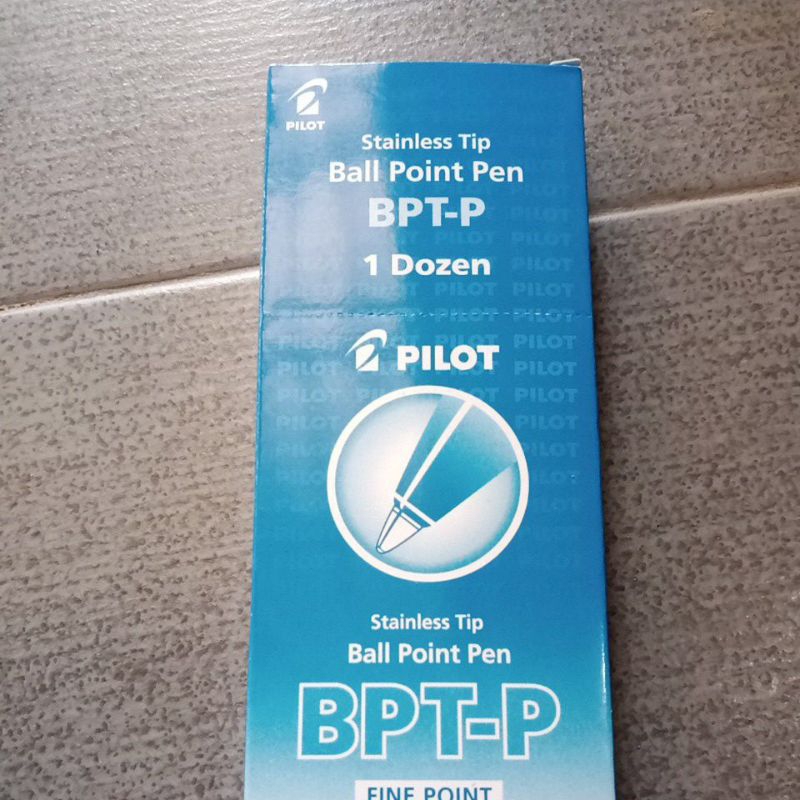 PILOT
Stainless Tip
Ball Point Pen
BPT-P
1 Dozen
PILOT
Stainless Tip
Ball Point Pen
BPT-P
FINE POINT